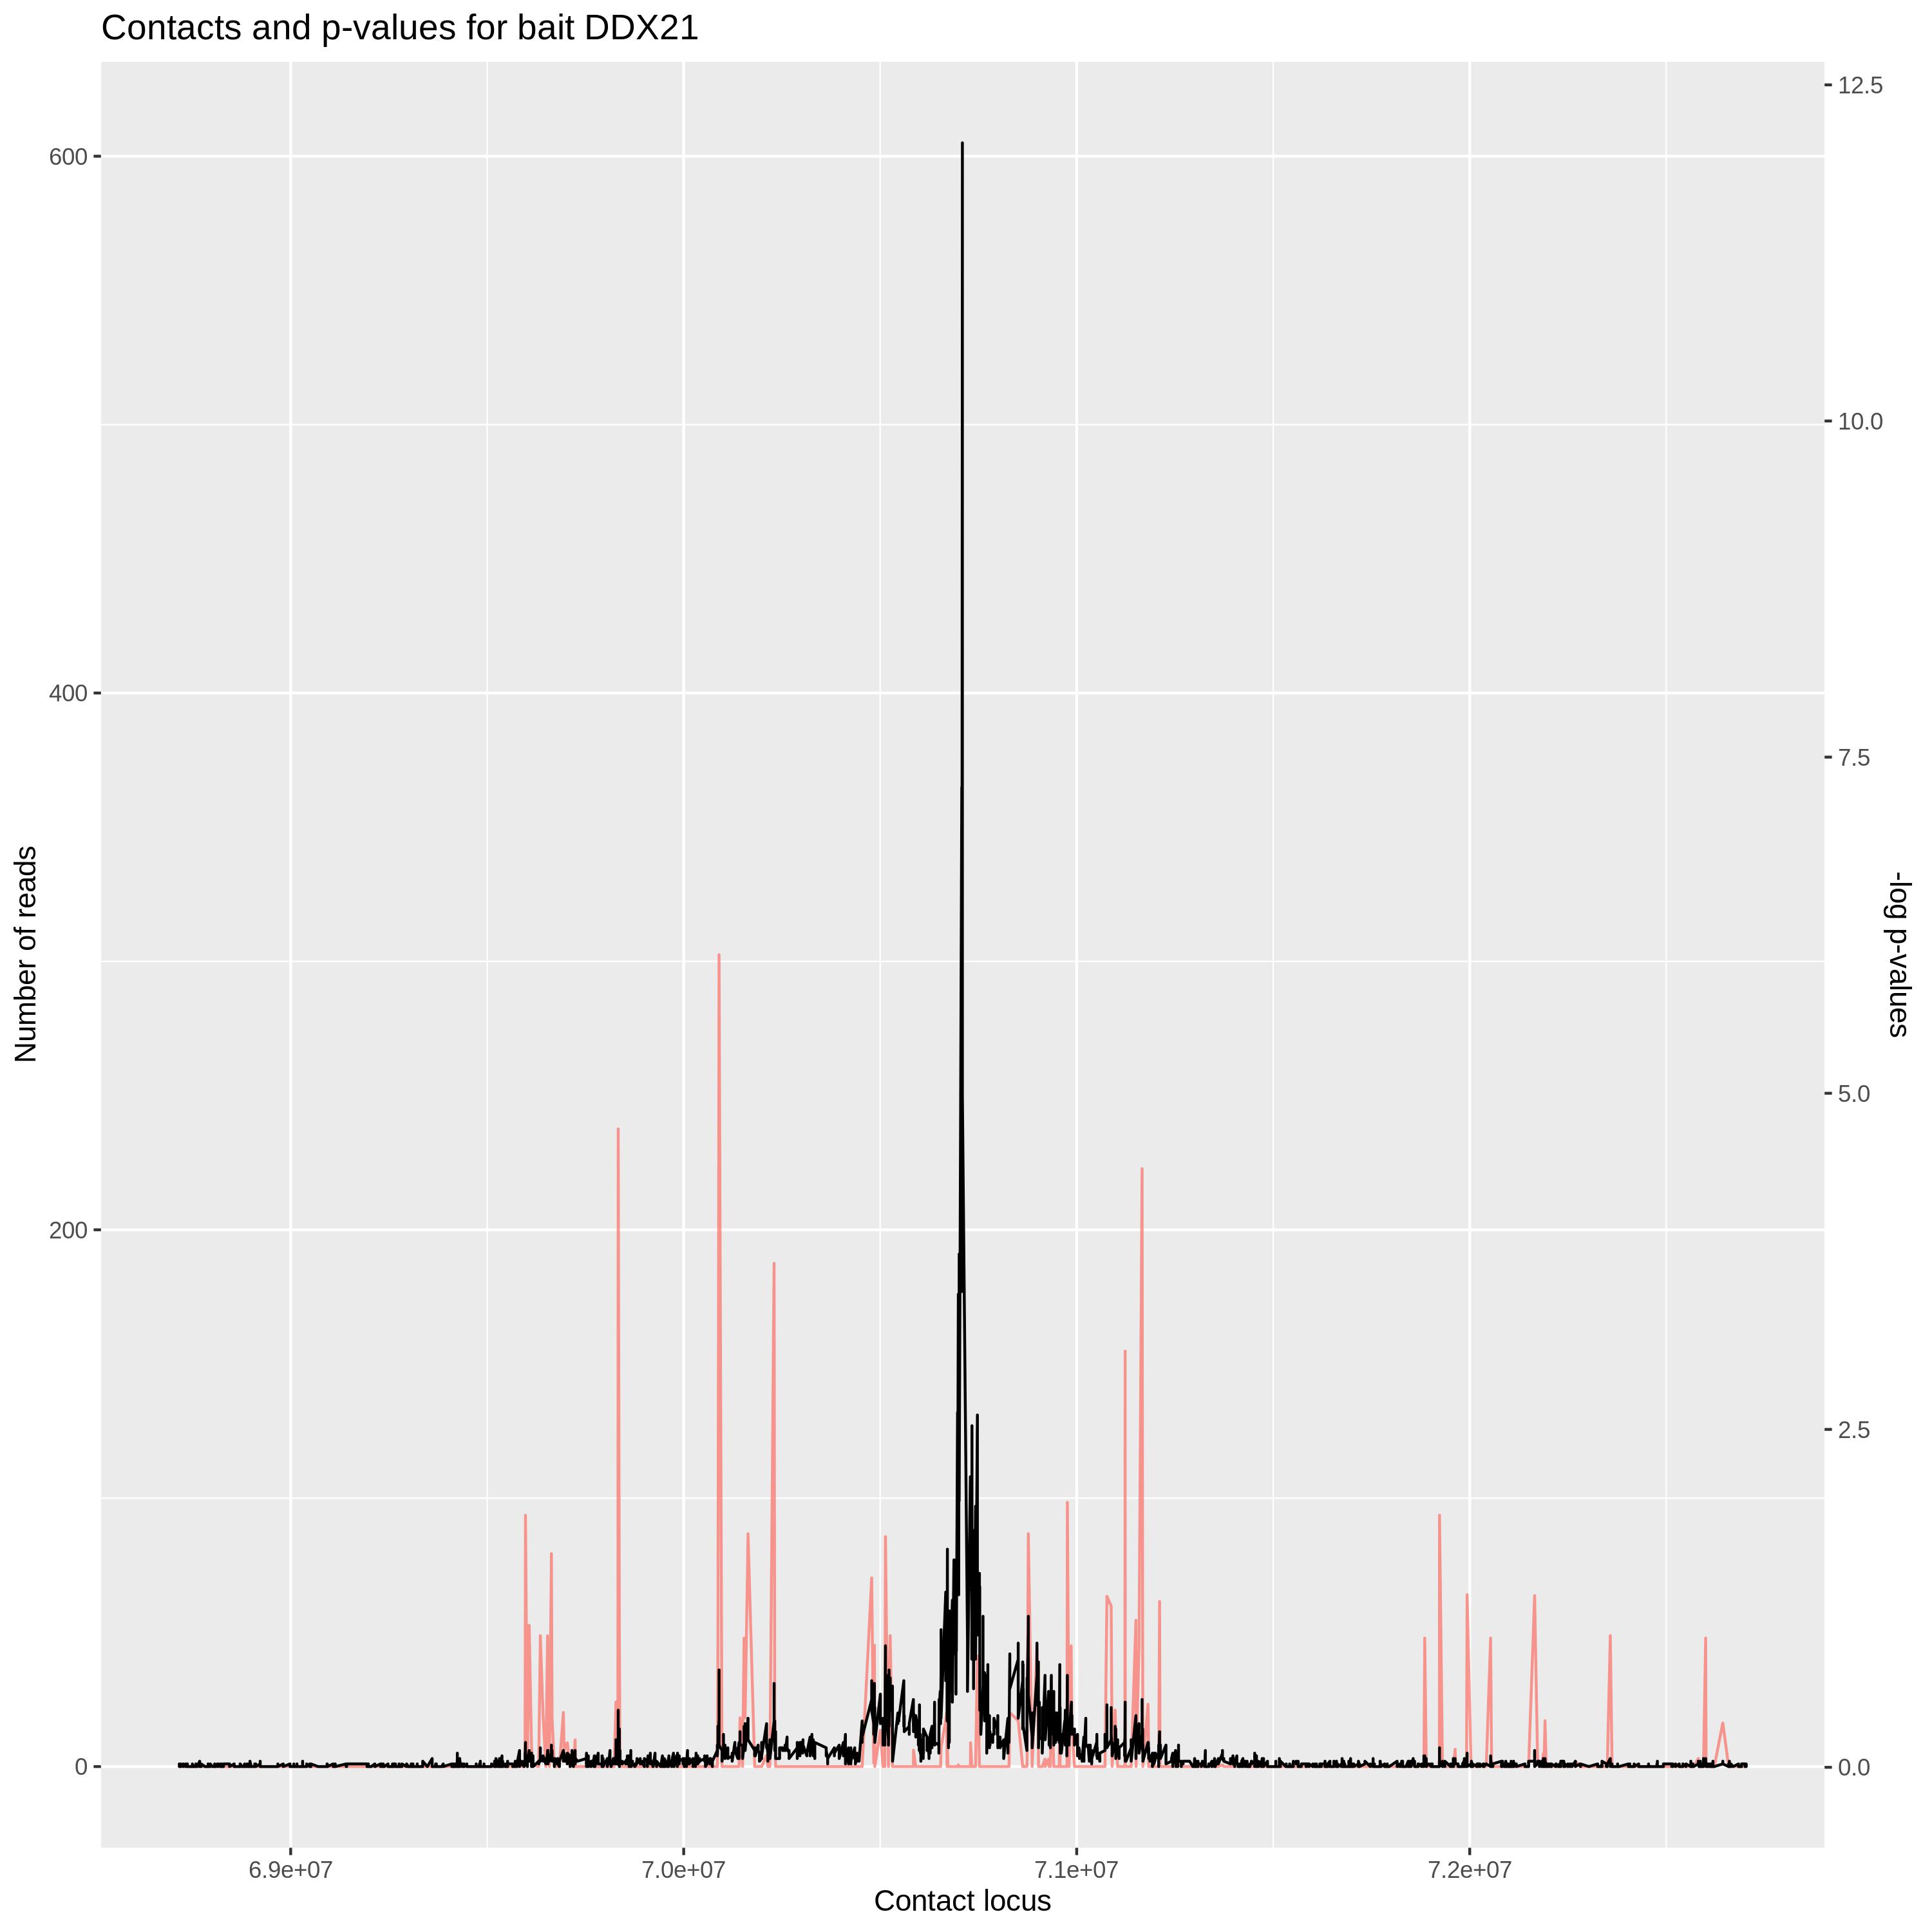 Contacts and p-values for bait DDX21
Number of reads
600
400
200
0
12.5
10.0
7.5
5.0
2.5
0.0
-log p-values
6.9e+07
7.0e+07
7.1e+07
7.2e+07
Contact locus